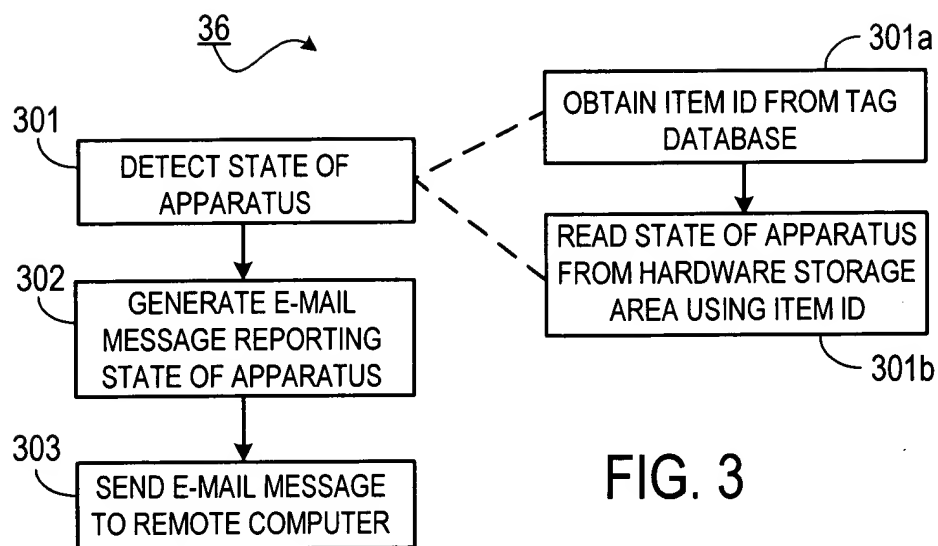 36
301
DETECT STATE OF
APPARATUS
302
GENERATE E-MAIL
MESSAGE REPORTING
STATE OF APPARATUS
303
SEND E-MAIL MESSAGE
TO REMOTE COMPUTER
301a
OBTAIN ITEM ID FROM TAG
DATABASE
READ STATE OF APPARATUS
FROM HARDWARE STORAGE
AREA USING ITEM ID
301b
FIG. 3